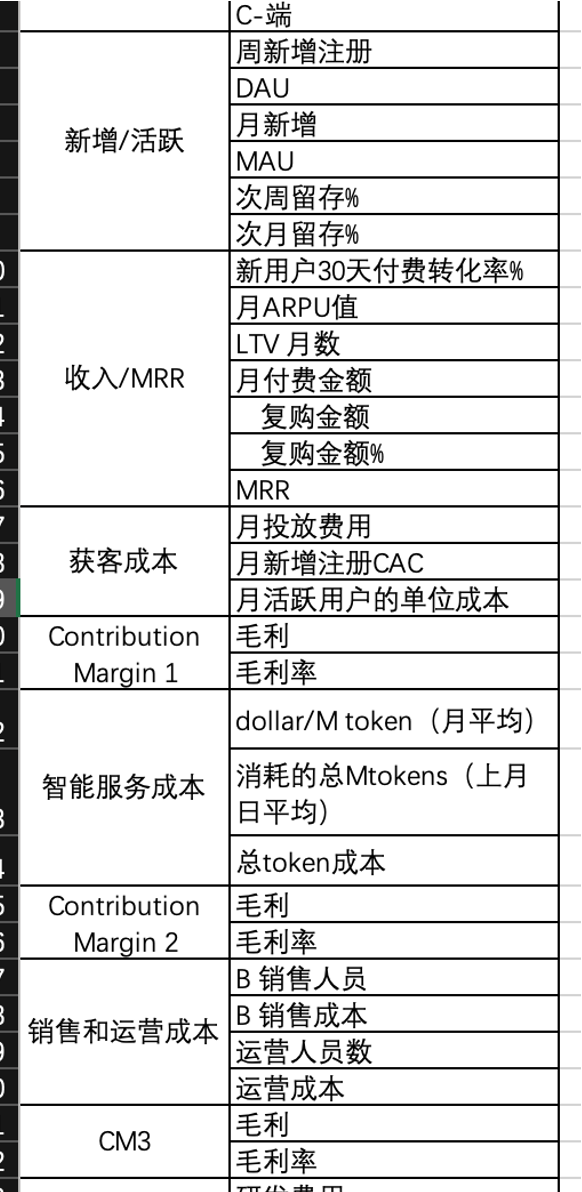 C-端
新增/活跃
周新增注册
DAU
月新增
MAU
次周留存%
次月留存%
收入/MRR
新用户30天付费转化率%
月ARPU值
LTV 月数
月付费金额
复购金额
复购金额%
MRR
获客成本
月投放费用
月新增注册CAC
月活跃用户的单位成本
Contribution
Margin 1
毛利
毛利率
智能服务成本
dollar/M token（月平均）
消耗的总Mtokens（上月
日平均）
总token成本
Contribution
Margin 2
毛利
毛利率
销售和运营成本
B 销售人员
B 销售成本
运营人员数
运营成本
CM3
毛利
毛利率